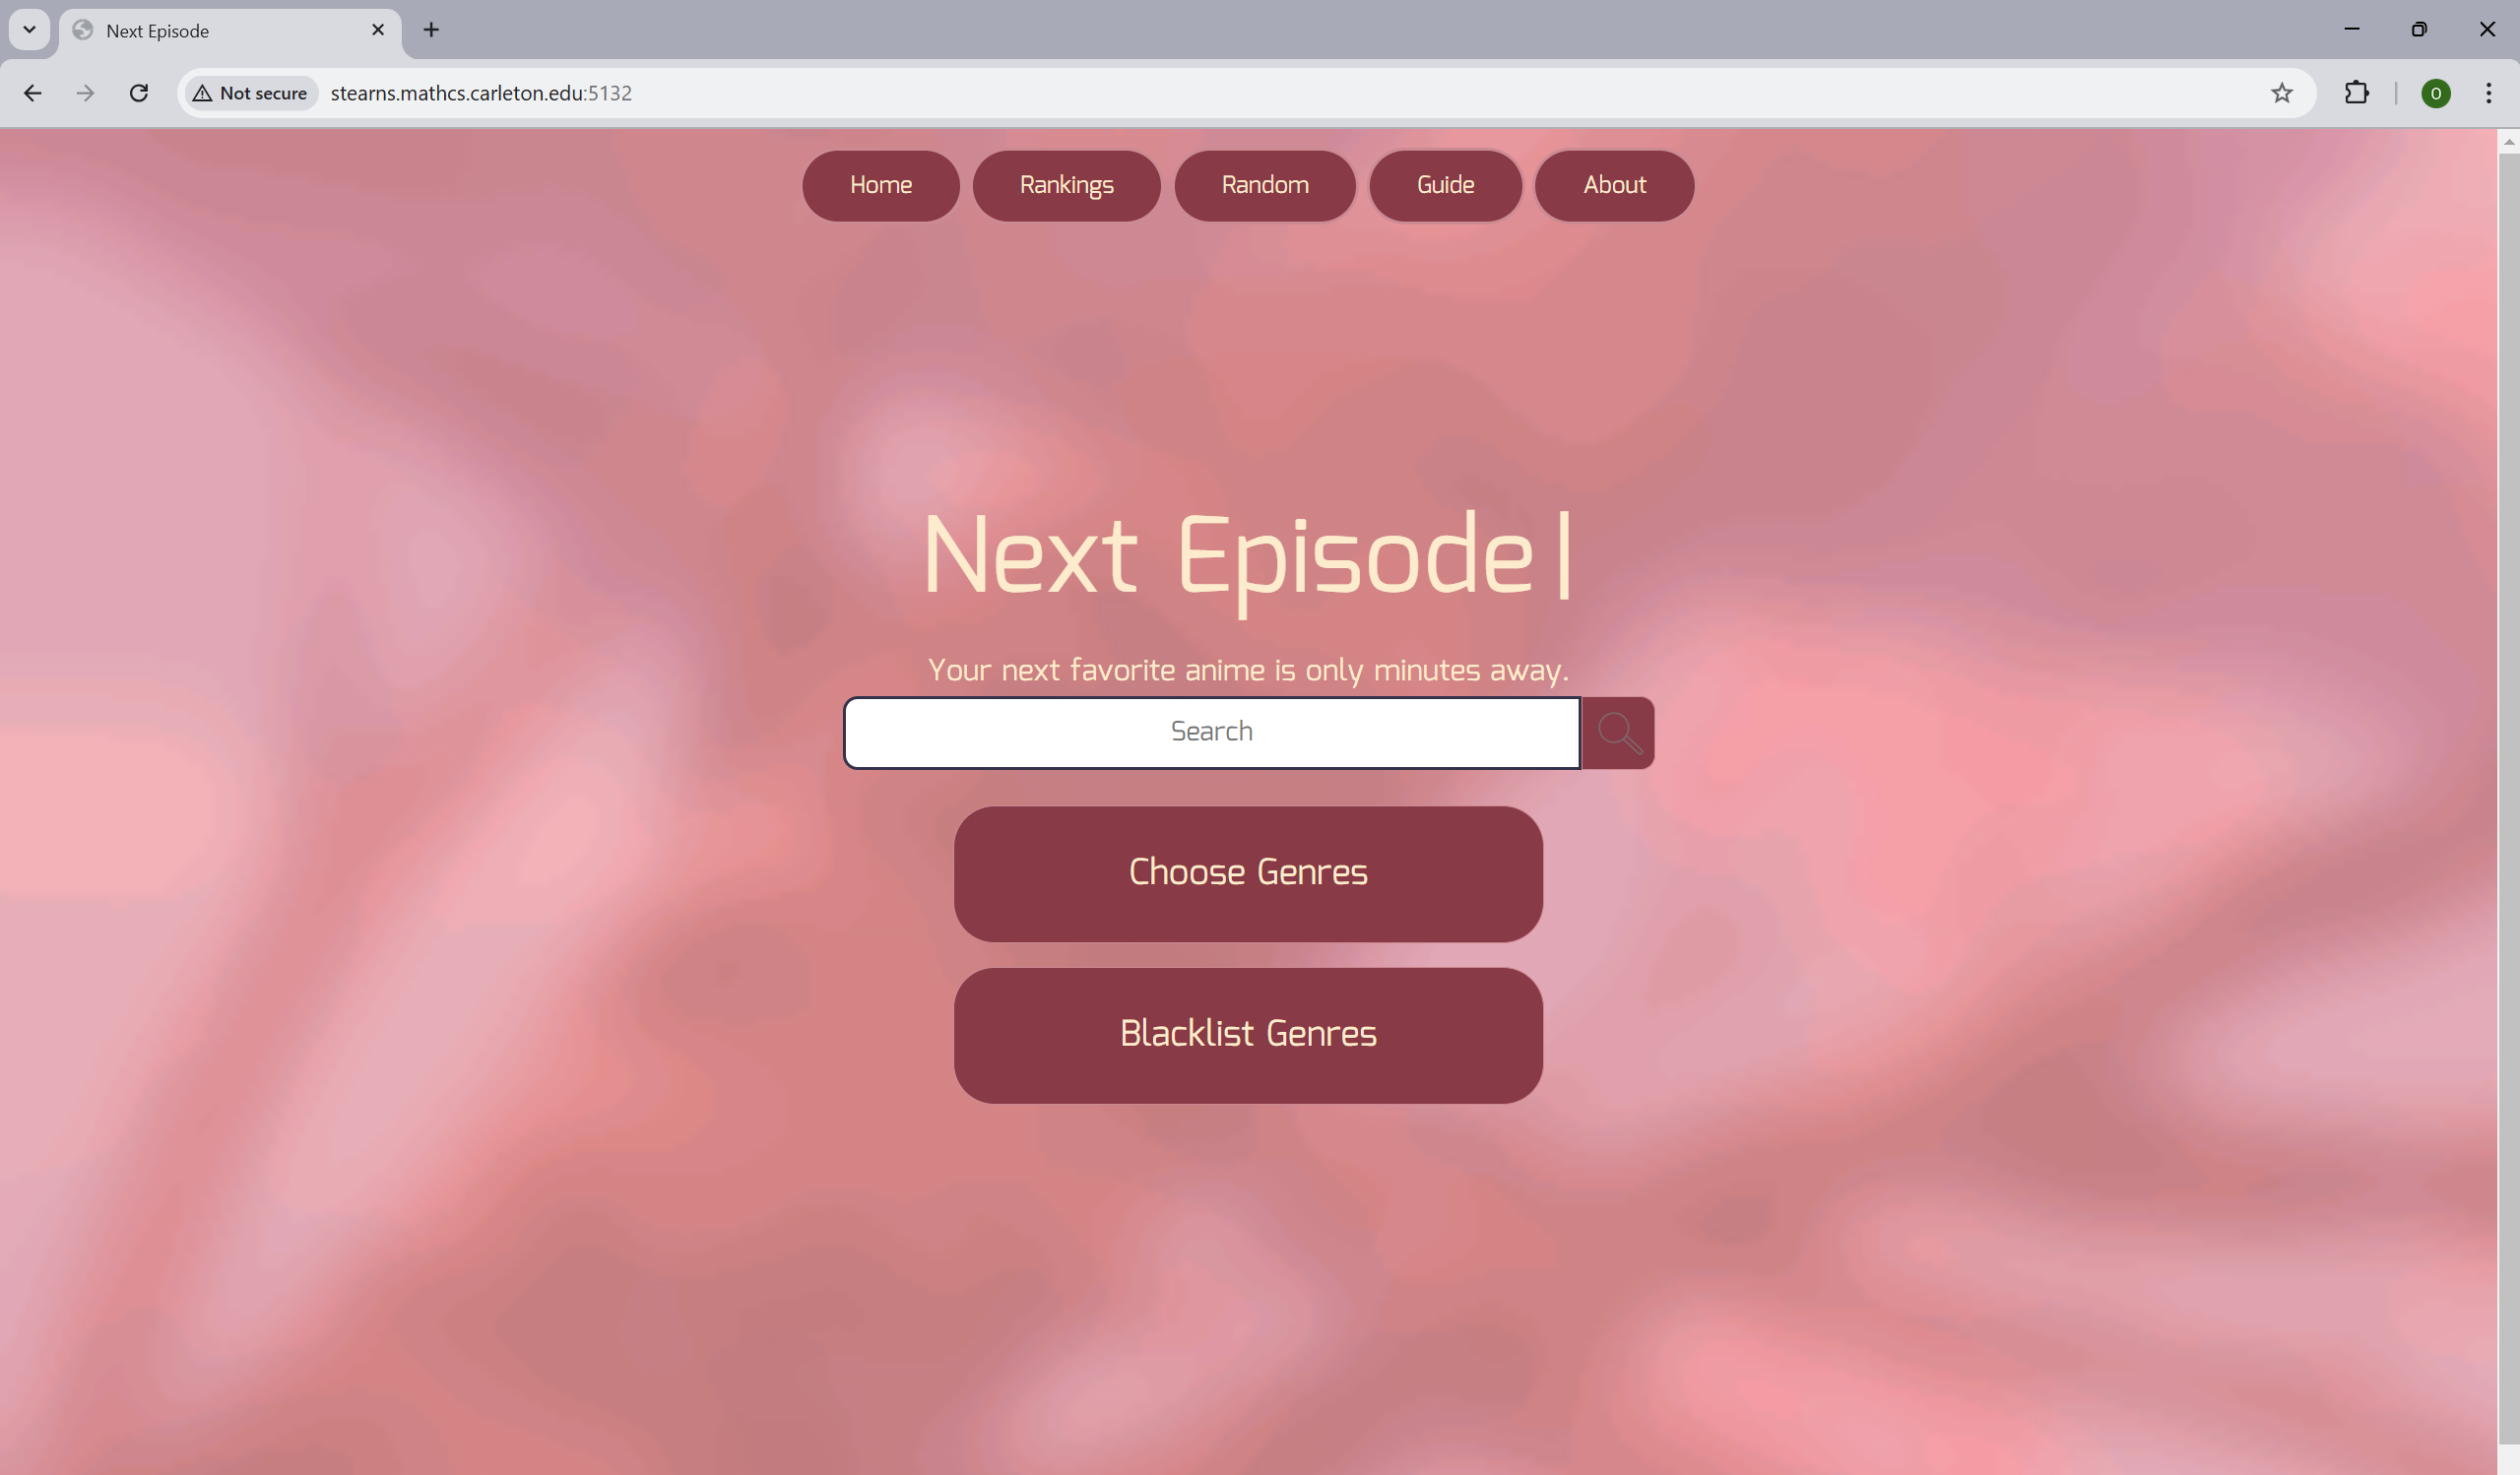 Next Episode
Not secure stearns.mathcs.carleton.edu:5132
O
Home Rankings Random Guide About
Next Episode|
Your next favorite anime is only minutes away.
Search
Choose Genres
Blacklist Genres